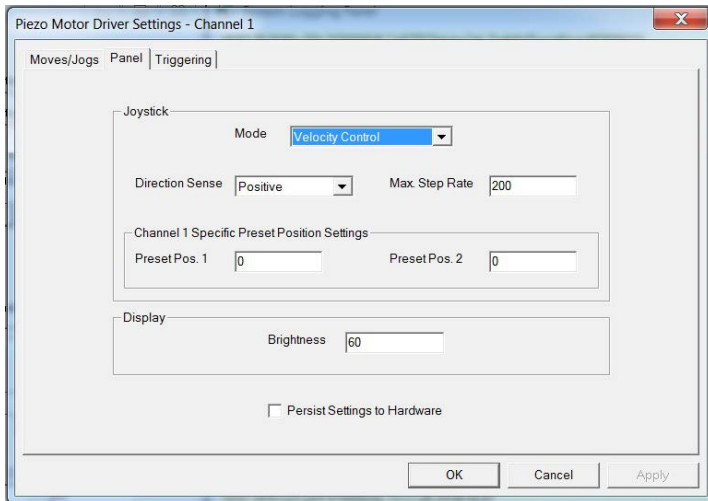 Piezo Motor Driver Settings - Channel 1
X
Moves/Jogs Panel Triggering
Joystick
Mode Velocity Control
Direction Sense Positive Max. Step Rate 200
Channel 1 Specific Preset Position Settings
Preset Pos. 1 0 Preset Pos. 2 0
Display
Brightness 60
Persist Settings to Hardware
OK Cancel Apply